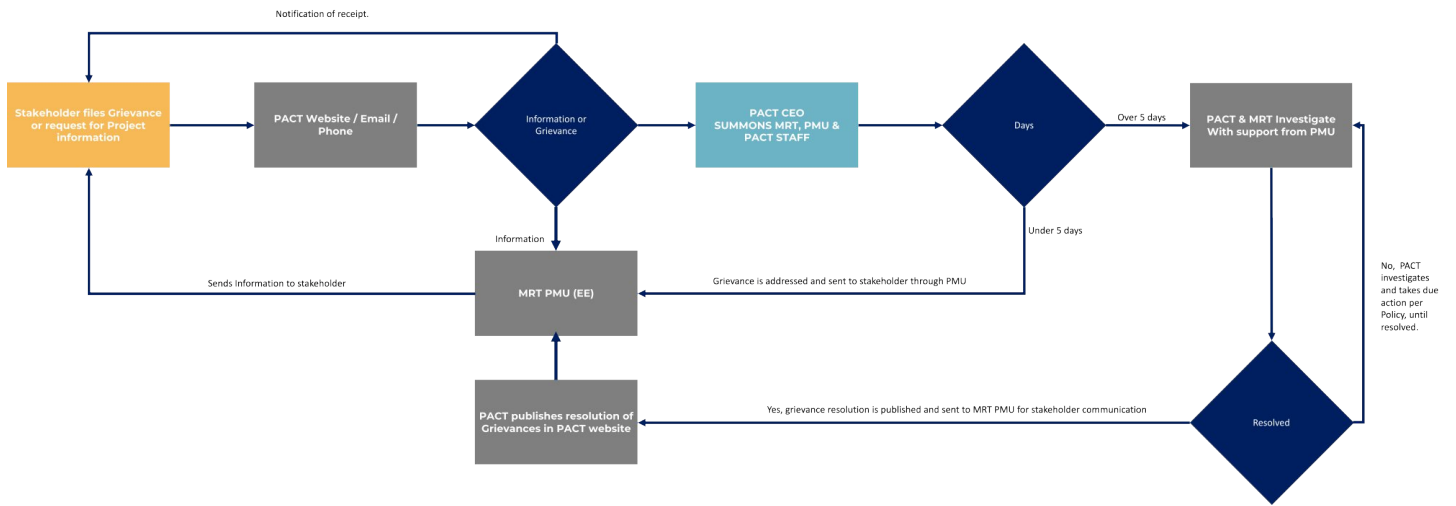 Notification of receipt.
Stakeholder files Grievance
or request for Project
information
PACT Website / Email /
Phone
Information or
Grievance
PACT CEO
SUMMONS MRT, PMU &
PACT STAFF
Days
Over 5 days
PACT & MRT Investigate
With support from PMU
Information
Under 5 days
Sends Information to stakeholder
MRT PMU (EE)
Grievance is addressed and sent to stakeholder through PMU
No, PACT
investigates
and takes due
action per
Policy, until
resolved.
PACT publishes resolution of
Grievances in PACT website
Yes, grievance resolution is published and sent to MRT PMU for stakeholder communication
Resolved